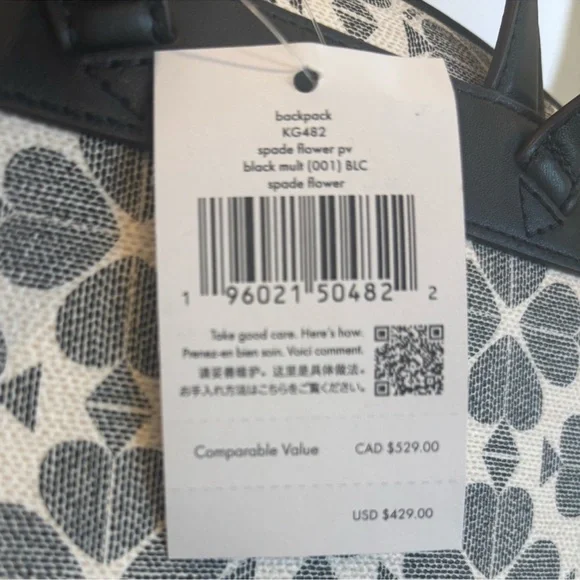 backpack
KG482
spade flower pv
black mult (001) BLC
spade flower
1 96021 50482 2
Take good care. Here's how.
Prenez-en bien soin. Voici comment.
请妥善维护。这里是具体做法。
お手入れ方法はこちらをご覧ください。
Comparable Value CAD $529.00
USD $429.00